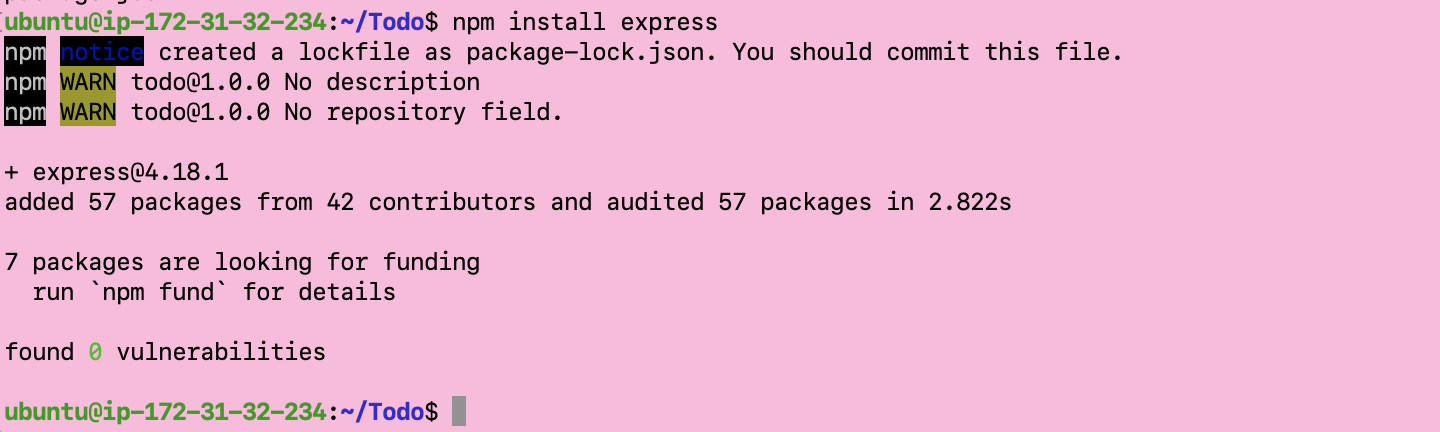 ubuntu@ip-172-31-32-234:~/Todo$ npm install express
npm notice created a lockfile as package-lock.json. You should commit this file.
npm WARN todo@1.0.0 No description
npm WARN todo@1.0.0 No repository field.
+ express@4.18.1
added 57 packages from 42 contributors and audited 57 packages in 2.822s
7 packages are looking for funding
  run `npm fund` for details
found 0 vulnerabilities
ubuntu@ip-172-31-32-234:~/Todo$